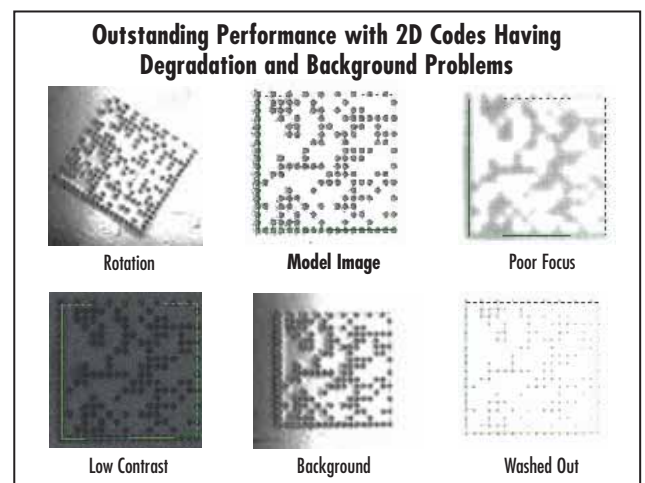 Outstanding Performance with 2D Codes Having
Degradation and Background Problems
Rotation
Model Image
Poor Focus
Low Contrast
Background
Washed Out